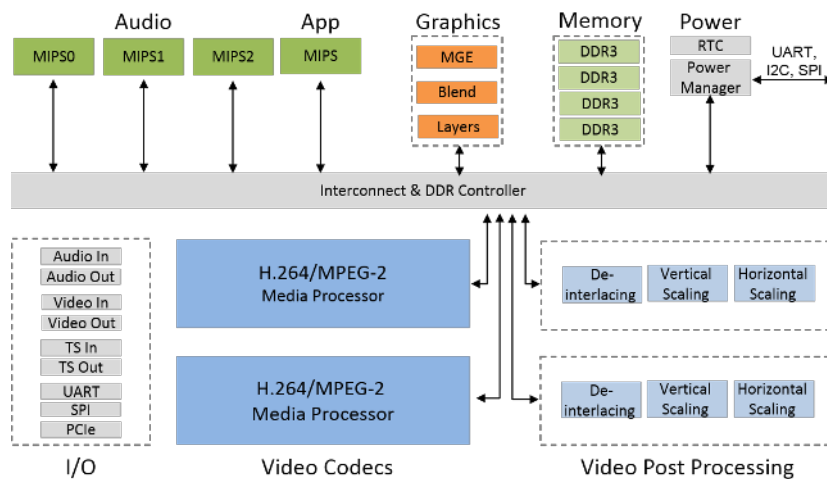 Audio
App
Graphics
Memory
Power
MIPS0
MIPS1
MIPS2
MIPS
MGE
Blend
Layers
DDR3
DDR3
DDR3
DDR3
RTC
Power
Manager
UART,
I2C, SPI
Interconnect & DDR Controller
Audio In
Audio Out
Video In
Video Out
TS In
TS Out
UART
SPI
PCIe
H.264/MPEG-2
Media Processor
H.264/MPEG-2
Media Processor
De-
interlacing
Vertical
Scaling
Horizontal
Scaling
De-
interlacing
Vertical
Scaling
Horizontal
Scaling
I/O
Video Codecs
Video Post Processing